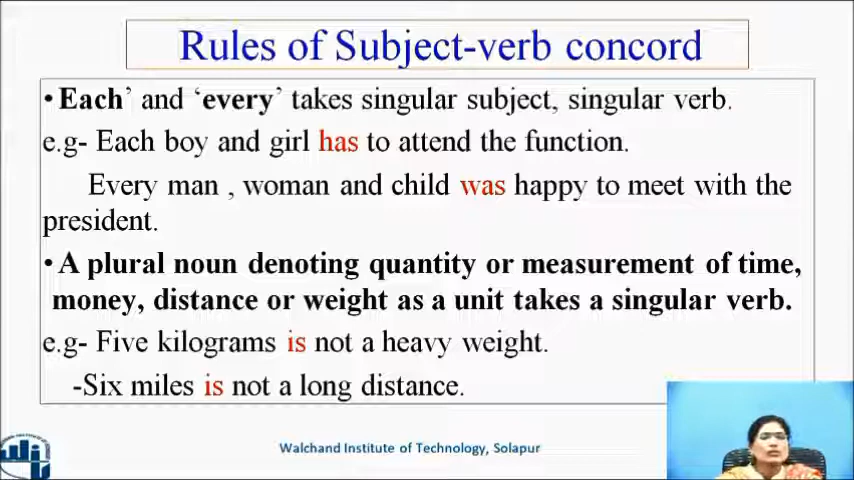 Rules of Subject-verb concord
• Each’ and ‘every’ takes singular subject, singular verb.
e.g- Each boy and girl has to attend the function.
Every man , woman and child was happy to meet with the
president.
• A plural noun denoting quantity or measurement of time,
money, distance or weight as a unit takes a singular verb.
e.g- Five kilograms is not a heavy weight.
-Six miles is not a long distance.
Walchand Institute of Technology, Solapur